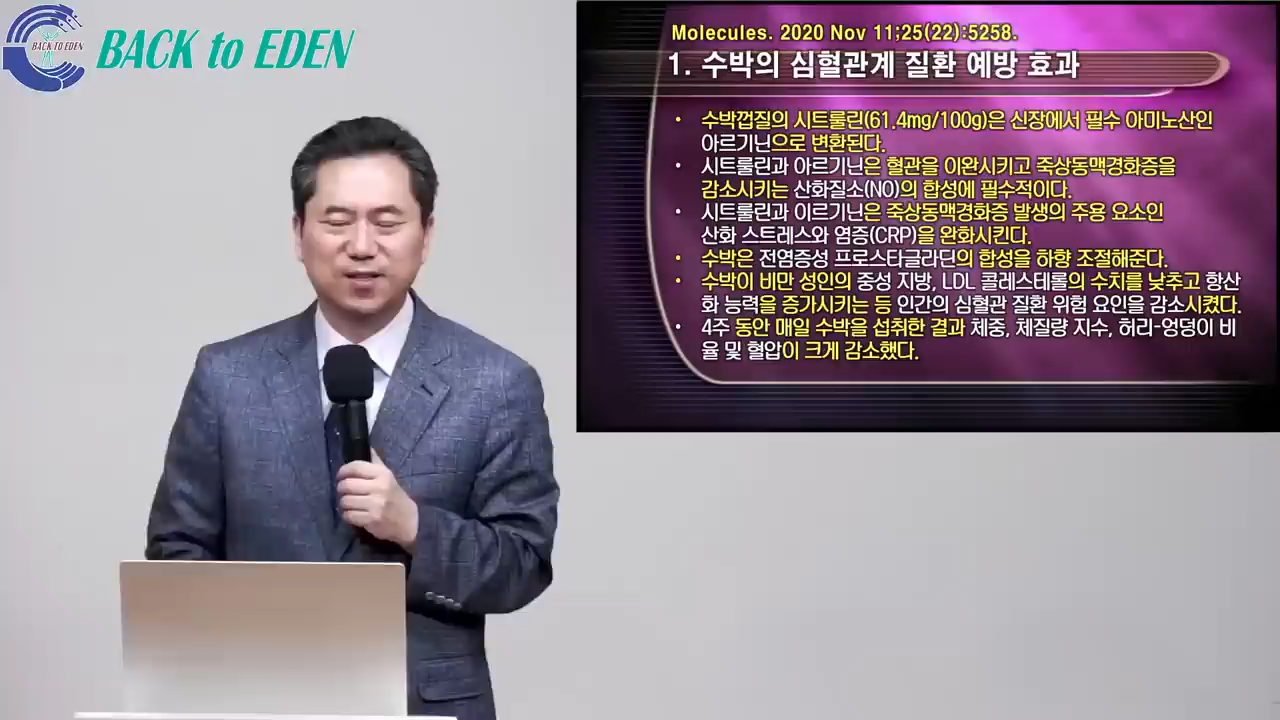 BACK TO EDEN
BACK to EDEN
Molecules. 2020 Nov 11;25(22):5258.
1. 수박의 심혈관계 질환 예방 효과
• 수박껍질의 시트룰린(61.4mg/100g)은 신장에서 필수 아미노산인
아르기닌으로 변환된다.
• 시트룰린과 아르기닌은 혈관을 이완시키고 죽상동맥경화증을
감소시키는 산화질소(NO)의 합성에 필수적이다.
• 시트룰린과 이르기닌은 죽상동맥경화증 발생의 주용 요소인
산화 스트레스와 염증(CRP)을 완화시킨다.
• 수박은 전염증성 프로스타글라딘의 합성을 하향 조절해준다.
• 수박이 비만 성인의 중성 지방, LDL 콜레스테롤의 수치를 낮추고 항산
화 능력을 증가시키는 등 인간의 심혈관 질환 위험 요인을 감소시켰다.
• 4주 동안 매일 수박을 섭취한 결과 체중, 체질량 지수, 허리-엉덩이 비
율 및 혈압이 크게 감소했다.